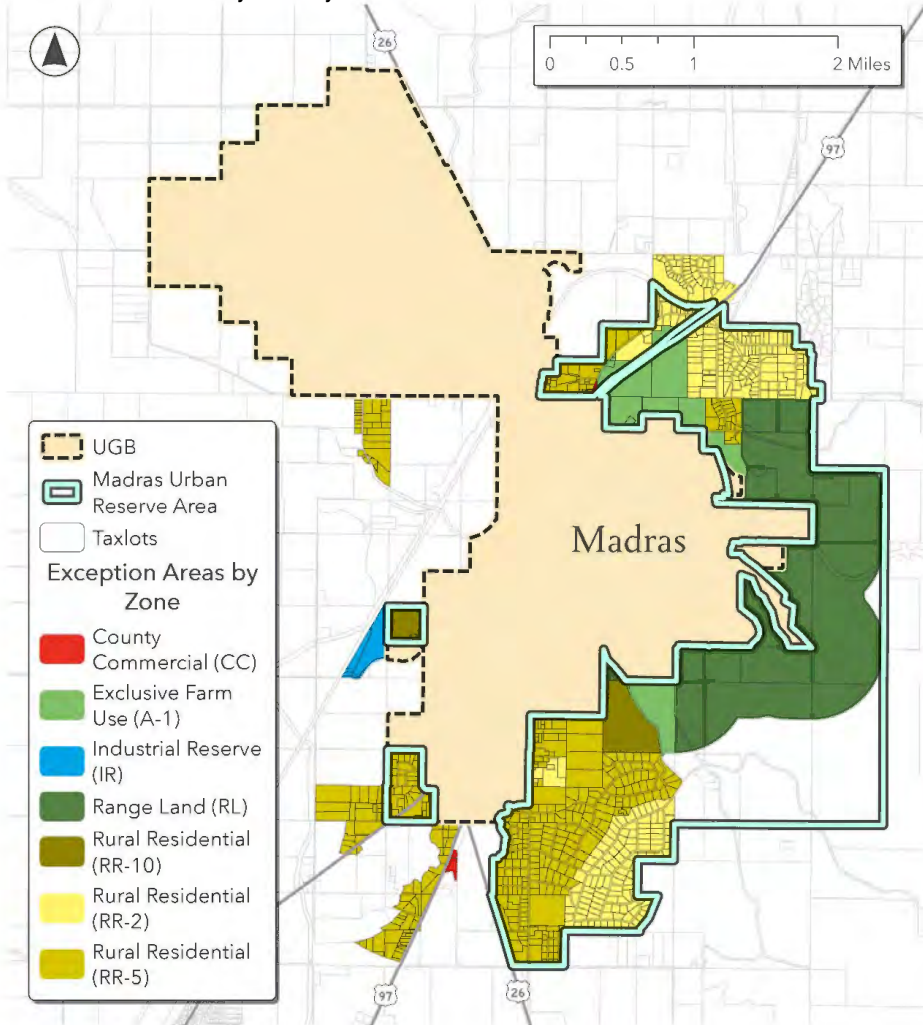 26
0 0.5 1 2 Miles
97
UGB
Madras Urban
Reserve Area
Taxlots
Exception Areas by
Zone
County
Commercial (CC)
Exclusive Farm
Use (A-1)
Industrial Reserve
(IR)
Range Land (RL)
Rural Residential
(RR-10)
Rural Residential
(RR-2)
Rural Residential
(RR-5)
Madras
97
26